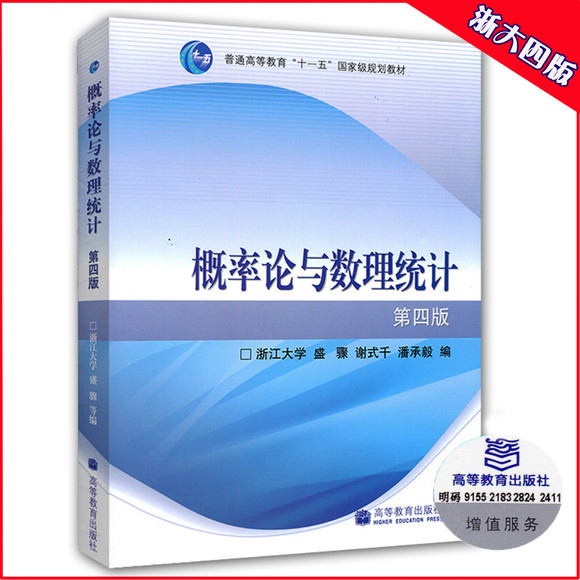 浙大四版
十一五
普通高等教育“十一五”国家级规划教材
概率论与数理统计
第四版
□ 浙江大学 盛 骤 谢式千 潘承毅 编
高等教育出版社
HIGHER EDUCATION PRESS
概率论与数理统计
第四版
□ 浙江大学 盛 骤 等编
高等教育出版社
高等教育出版社
明码 9155 2183 2824 2411
增值服务